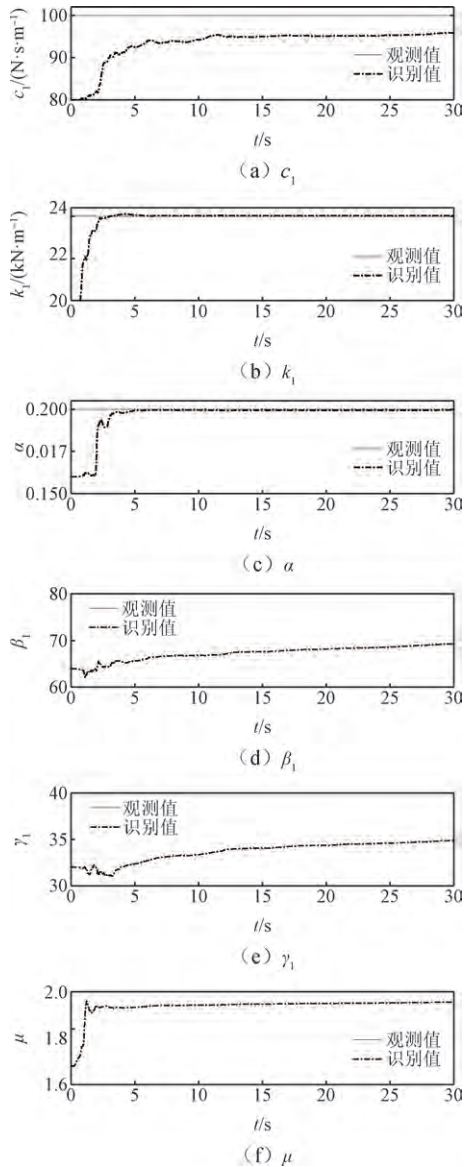 100
90
80
c₁/(N·s·m⁻¹)
观测值
识别值
0 5 10 15 20 25 30
t/s
(a) c₁
24
22
20
k₁/(kN·m⁻¹)
观测值
识别值
0 5 10 15 20 25 30
t/s
(b) k₁
0.200
0.017
0.150
α
观测值
识别值
0 5 10 15 20 25 30
t/s
(c) α
80
70
60
β₁
观测值
识别值
0 5 10 15 20 25 30
t/s
(d) β₁
40
35
30
γ₁
观测值
识别值
0 5 10 15 20 25 30
t/s
(e) γ₁
2.0
1.8
1.6
μ
观测值
识别值
0 5 10 15 20 25 30
t/s
(f) μ